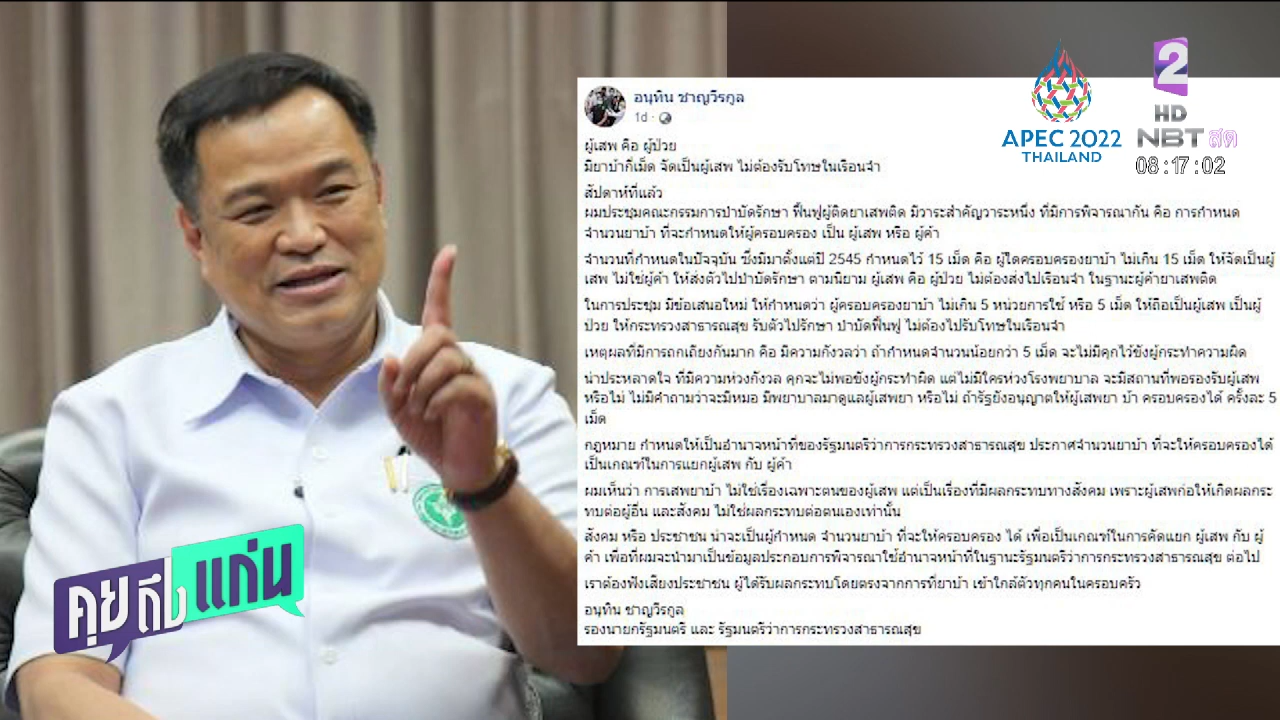 อนุทิน ชาญวีรกูล
1d
ผู้เสพ คือ ผู้ป่วย
มียาบ้ากี่เม็ด จัดเป็นผู้เสพ ไม่ต้องรับโทษในเรือนจำ
สัปดาห์ที่แล้ว
ผมประชุมคณะกรรมการบำบัดรักษา ฟื้นฟูผู้ติดยาเสพติด มีวาระสำคัญวาระหนึ่ง ที่มีการพิจารณากัน คือ การกำหนด
จำนวนยาบ้า ที่จะกำหนดให้ผู้ครอบครอง เป็น ผู้เสพ หรือ ผู้ค้า
จำนวนที่กำหนดในปัจจุบัน ซึ่งมีมาตั้งแต่ปี 2545 กำหนดไว้ 15 เม็ด คือ ผู้ใดครอบครองยาบ้า ไม่เกิน 15 เม็ด ให้จัดเป็นผู้
เสพ ไม่ใช่ผู้ค้า ให้ส่งตัวไปบำบัดรักษา ตามนิยาม ผู้เสพ คือ ผู้ป่วย ไม่ต้องส่งไปเรือนจำ ในฐานะผู้ค้ายาเสพติด
ในการประชุม มีข้อเสนอใหม่ ให้กำหนดว่า ผู้ครอบครองยาบ้า ไม่เกิน 5 หน่วยการใช้ หรือ 5 เม็ด ให้ถือเป็นผู้เสพ เป็นผู้
ป่วย ให้กระทรวงสาธารณสุข รับตัวไปรักษา บำบัดฟื้นฟู ไม่ต้องไปรับโทษในเรือนจำ
เหตุผลที่มีการถกเถียงกันมาก คือ มีความกังวลว่า ถ้ากำหนดจำนวนน้อยกว่า 5 เม็ด จะไม่มีคุกไว้ขังผู้กระทำความผิด
น่าประหลาดใจ ที่มีความห่วงกังวล คุกจะไม่พอขังผู้กระทำผิด แต่ไม่มีใครห่วงโรงพยาบาล จะมีสถานที่พอรองรับผู้เสพ
หรือไม่ ไม่มีคำถามว่าจะมีหมอ มีพยาบาลมาดูแลผู้เสพยา หรือไม่ ถ้ารัฐยังอนุญาตให้ผู้เสพยา บ้า ครอบครองได้ ครั้งละ 5
เม็ด
กฎหมาย กำหนดให้เป็นอำนาจหน้าที่ของรัฐมนตรีว่าการกระทรวงสาธารณสุข ประกาศจำนวนยาบ้า ที่จะให้ครอบครองได้
เป็นเกณฑ์ในการแยกผู้เสพ กับ ผู้ค้า
ผมเห็นว่า การเสพยาบ้า ไม่ใช่เรื่องเฉพาะตนของผู้เสพ แต่เป็นเรื่องที่มีผลกระทบทางสังคม เพราะผู้เสพก่อให้เกิดผลกระ
ทบต่อผู้อื่น และสังคม ไม่ใช่ผลกระทบต่อตนเองเท่านั้น
สังคม หรือ ประชาชน น่าจะเป็นผู้กำหนด จำนวนยาบ้า ที่จะให้ครอบครอง ได้ เพื่อเป็นเกณฑ์ในการคัดแยก ผู้เสพ กับ ผู้
ค้า เพื่อที่ผมจะนำมาเป็นข้อมูลประกอบการพิจารณาใช้อำนาจหน้าที่ในฐานะรัฐมนตรีว่าการกระทรวงสาธารณสุข ต่อไป
เราต้องฟังเสียงประชาชน ผู้ได้รับผลกระทบโดยตรงจากการที่ยาบ้า เข้าใกล้ตัวทุกคนในครอบครัว
อนุทิน ชาญวีรกูล
รองนายกรัฐมนตรี และ รัฐมนตรีว่าการกระทรวงสาธารณสุข
APEC 2022
THAILAND
2
HD
NBT สด
08:17:02
คุยถึงแก่น